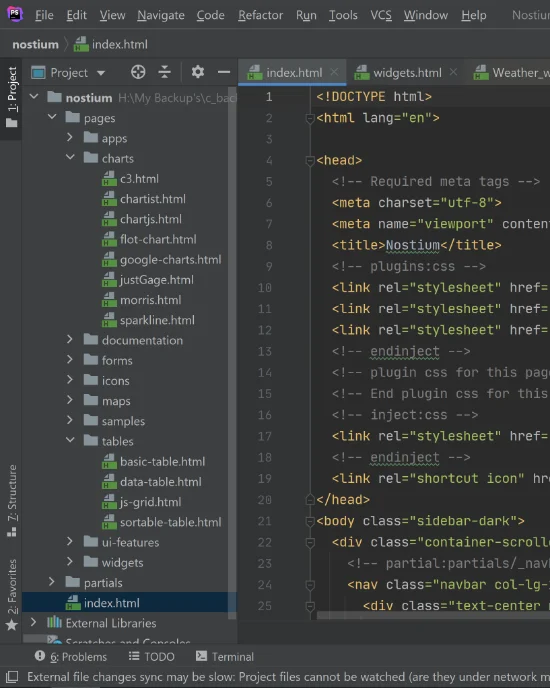 PS File Edit View Navigate Code Refactor Run Tools VCS Window Help Nostium
nostium index.html
1: Project
Project
index.html widgets.html Weather_w
nostium H:\My Backup's\c_bac
pages
apps
charts
c3.html
chartist.html
chartjs.html
flot-chart.html
google-charts.html
justGage.html
morris.html
sparkline.html
documentation
forms
icons
maps
samples
tables
basic-table.html
data-table.html
js-grid.html
sortable-table.html
ui-features
widgets
partials
index.html
External Libraries
Scratches and Consoles
7: Structure
2: Favorites
1 <!DOCTYPE html>
2 <html lang="en">
3
4 <head>
5 <!-- Required meta tags -->
6 <meta charset="utf-8">
7 <meta name="viewport" conten
8 <title>Nostium</title>
9 <!-- plugins:css -->
10 <link rel="stylesheet" href=
11 <link rel="stylesheet" href=
12 <link rel="stylesheet" href=
13 <!-- endinject -->
14 <!-- plugin css for this pag
15 <!-- End plugin css for this
16 <!-- inject:css -->
17 <link rel="stylesheet" href=
18 <!-- endinject -->
19 <link rel="shortcut icon" hre
20 </head>
21 <body class="sidebar-dark">
22 <div class="container-scrolle
23 <!-- partial:partials/_navb
24 <nav class="navbar col-lg-
25 <div class="text-center n
6: Problems TODO Terminal
External file changes sync may be slow: Project files cannot be watched (are they under network m